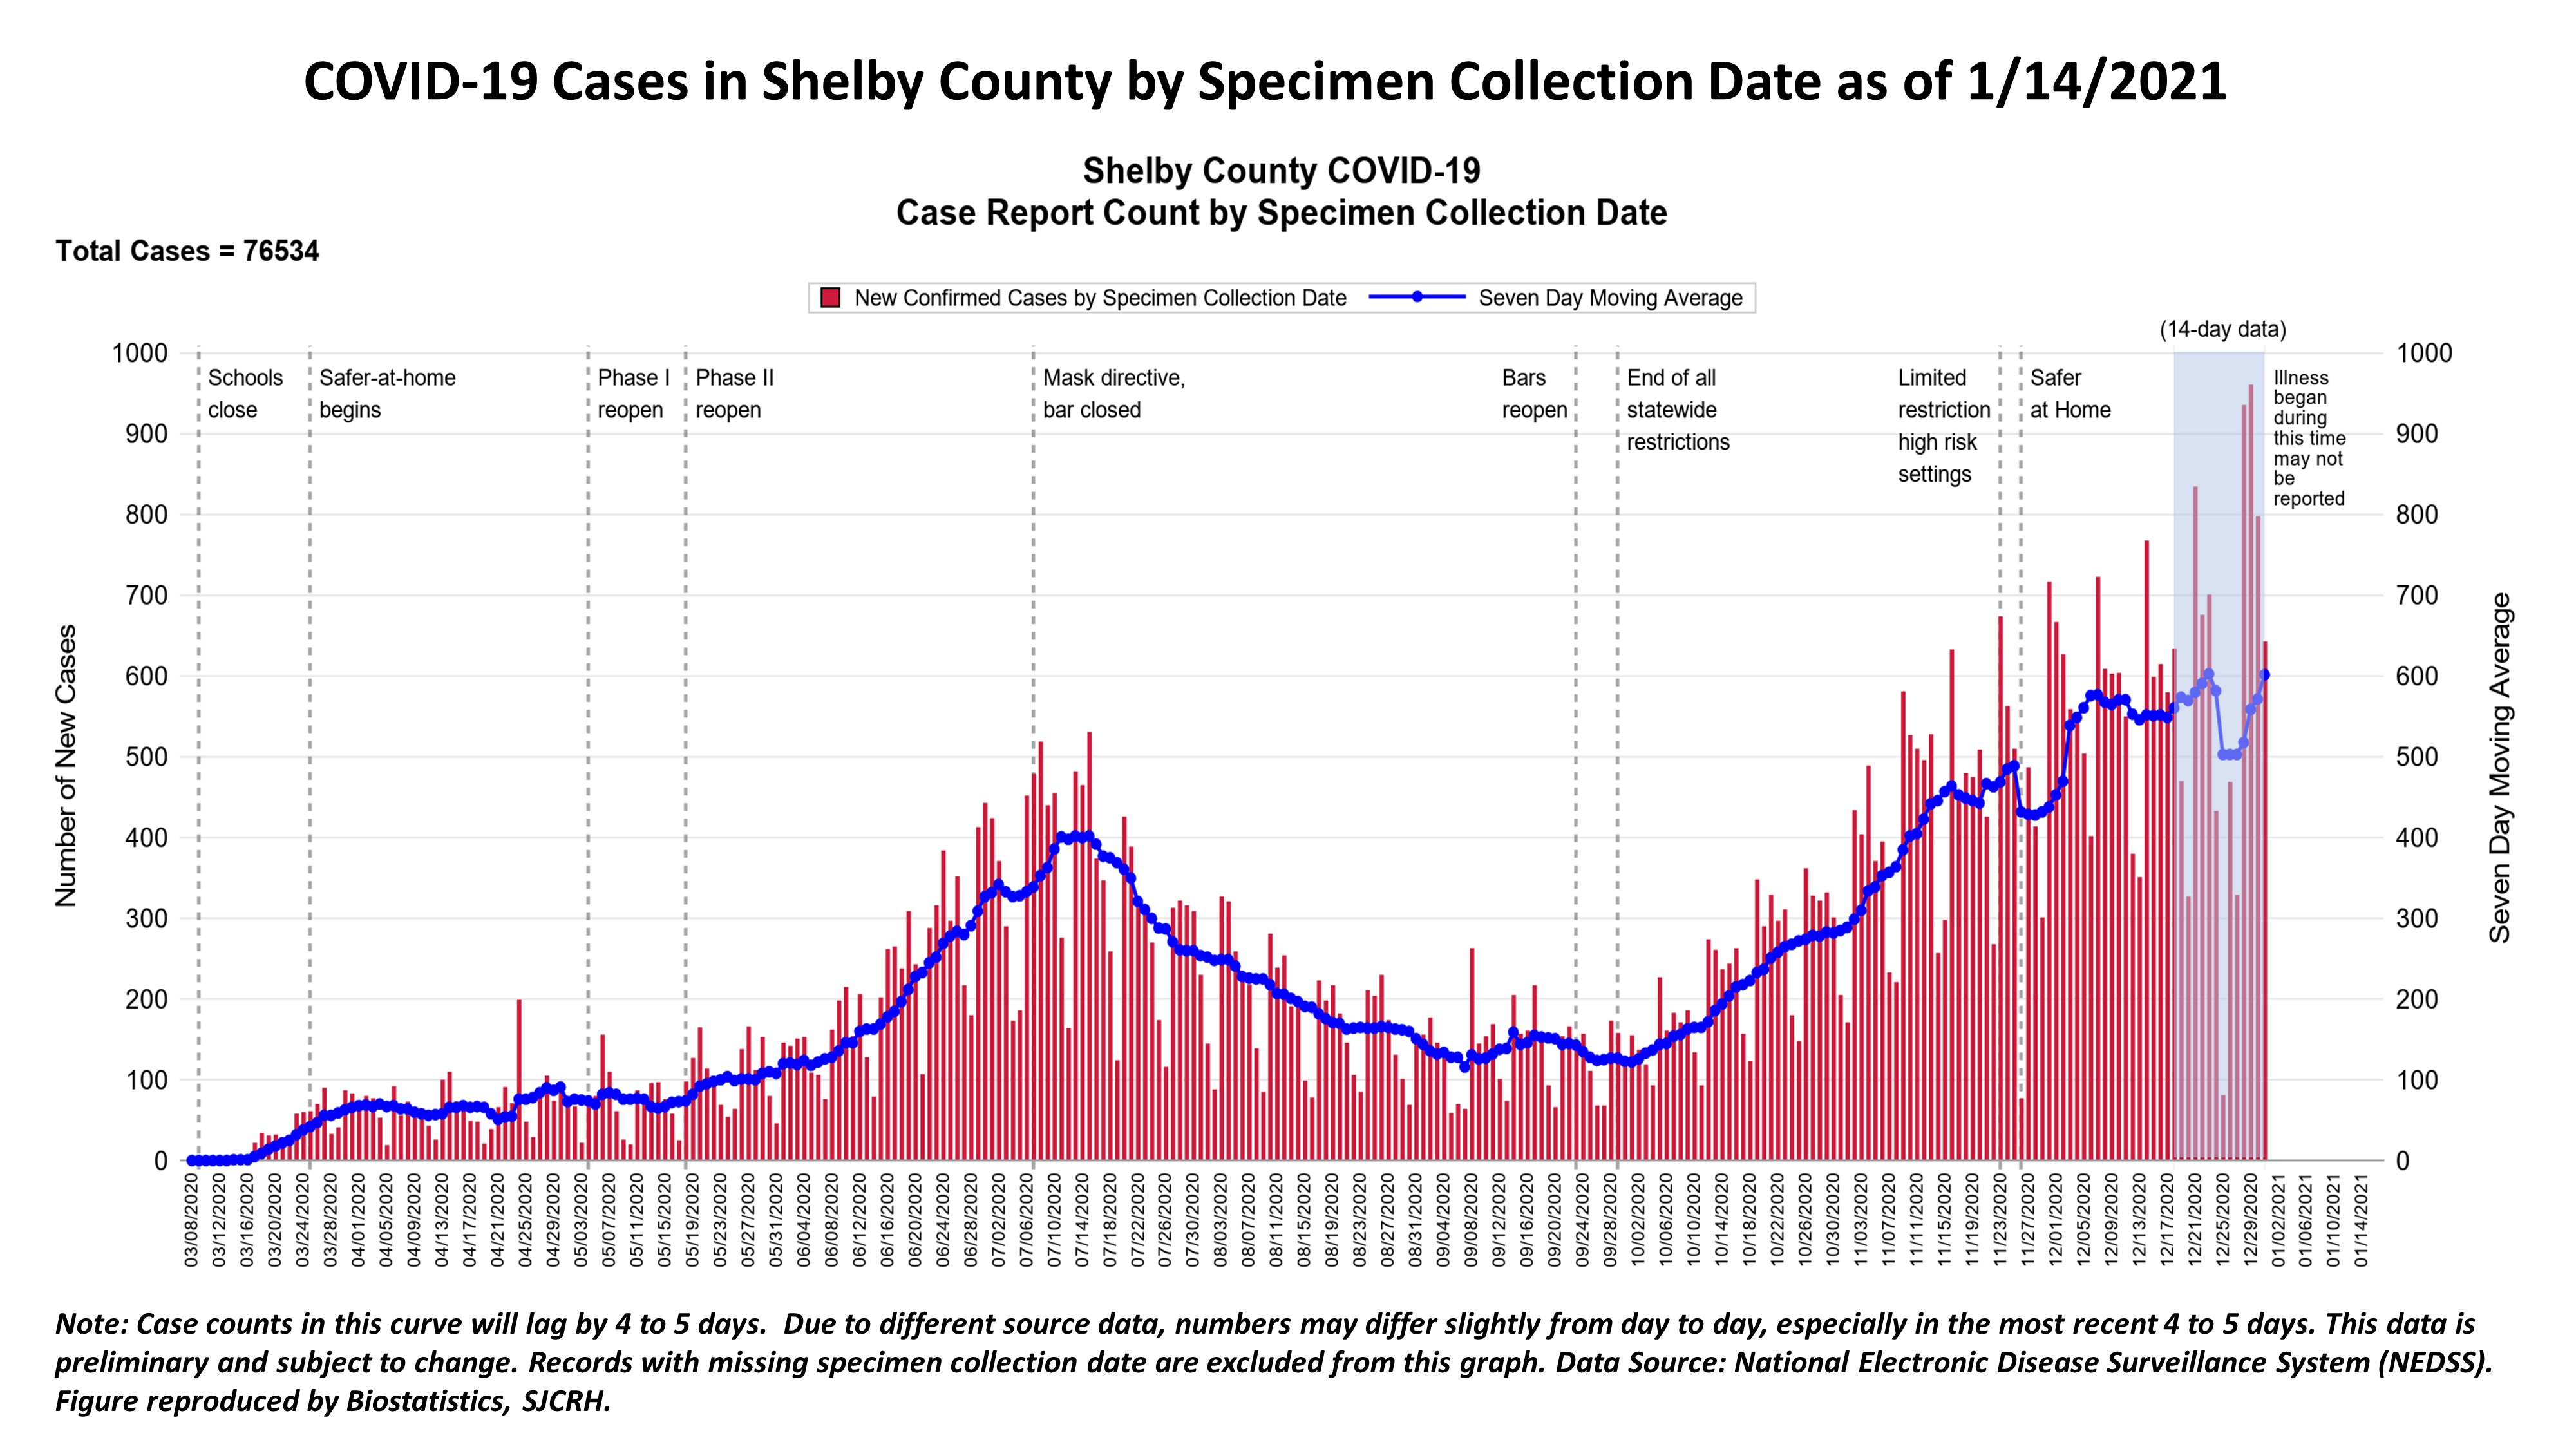 COVID-19 Cases in Shelby County by Specimen Collection Date as of 1/14/2021
Shelby County COVID-19
Case Report Count by Specimen Collection Date
Total Cases = 76534
New Confirmed Cases by Specimen Collection Date
Seven Day Moving Average
(14-day data)
1000
900
800
700
600
500
400
300
200
100
0
Number of New Cases
Schools
close
Safer-at-home
begins
Phase I
reopen
Phase II
reopen
Mask directive,
bar closed
Bars
reopen
End of all
statewide
restrictions
Limited
restriction
high risk
settings
Safer
at Home
Illness
began
during
this time
may not
be
reported
1000
900
800
700
600
500
400
300
200
100
0
Seven Day Moving Average
03/08/2020
03/12/2020
03/16/2020
03/20/2020
03/24/2020
03/28/2020
04/01/2020
04/05/2020
04/09/2020
04/13/2020
04/17/2020
04/21/2020
04/25/2020
04/29/2020
05/03/2020
05/07/2020
05/11/2020
05/15/2020
05/19/2020
05/23/2020
05/27/2020
05/31/2020
06/04/2020
06/08/2020
06/12/2020
06/16/2020
06/20/2020
06/24/2020
06/28/2020
07/02/2020
07/06/2020
07/10/2020
07/14/2020
07/18/2020
07/22/2020
07/26/2020
07/30/2020
08/03/2020
08/07/2020
08/11/2020
08/15/2020
08/19/2020
08/23/2020
08/27/2020
08/31/2020
09/04/2020
09/08/2020
09/12/2020
09/16/2020
09/20/2020
09/24/2020
09/28/2020
10/02/2020
10/06/2020
10/10/2020
10/14/2020
10/18/2020
10/22/2020
10/26/2020
10/30/2020
11/03/2020
11/07/2020
11/11/2020
11/15/2020
11/19/2020
11/23/2020
11/27/2020
12/01/2020
12/05/2020
12/09/2020
12/13/2020
12/17/2020
12/21/2020
12/25/2020
12/29/2020
01/02/2021
01/06/2021
01/10/2021
01/14/2021
Note: Case counts in this curve will lag by 4 to 5 days.  Due to different source data, numbers may differ slightly from day to day, especially in the most recent 4 to 5 days. This data is
preliminary and subject to change. Records with missing specimen collection date are excluded from this graph. Data Source: National Electronic Disease Surveillance System (NEDSS).
Figure reproduced by Biostatistics, SJCRH.